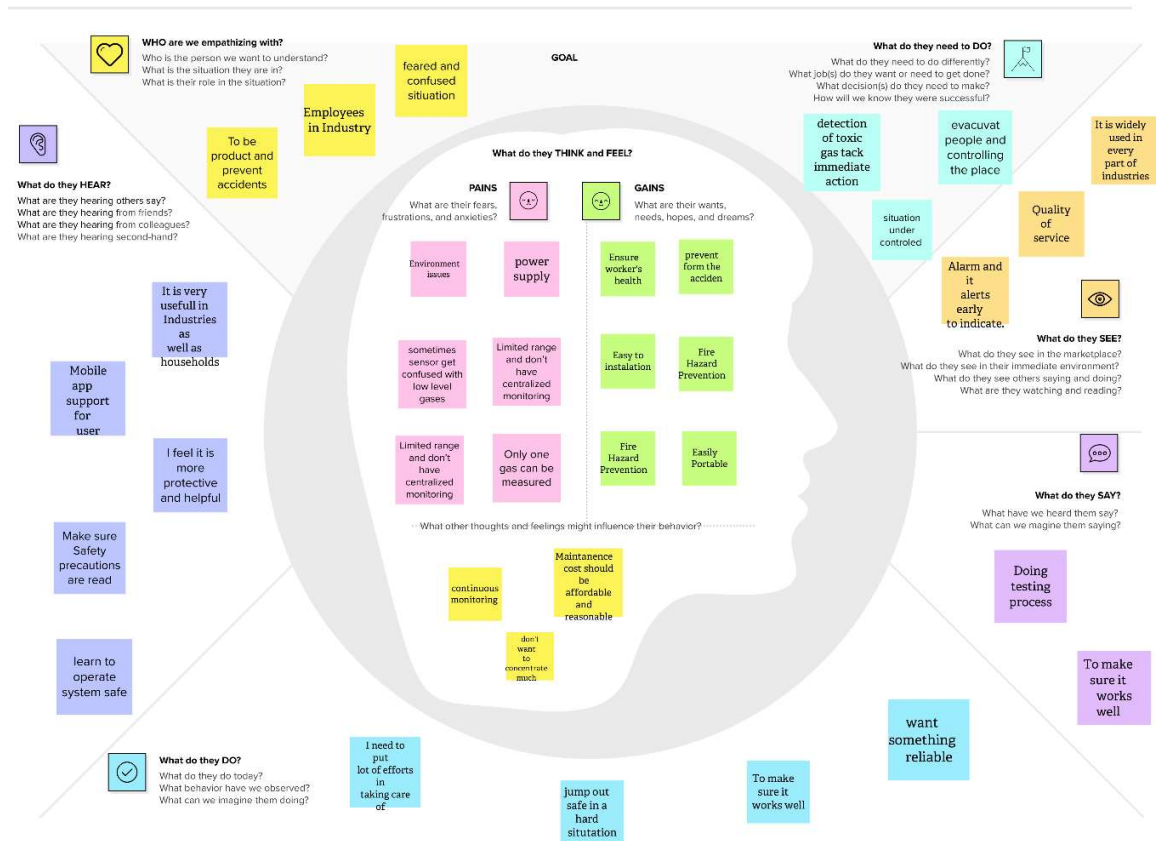 WHO are we empathizing with?
Who is the person we want to understand?
What is the situation they are in?
What is their role in the situation?
feared and
confused
sitiuation
Employees
in Industry
To be
product and
prevent
accidents
GOAL
What do they need to DO?
What do they need to do differently?
What job(s) do they want or need to get done?
What decision(s) do they need to make?
How will we know they were successful?
detection
of toxic
gas tack
immediate
action
evacuvat
people and
controlling
the place
situation
under
controled
It is widely
used in
every
part of
industries
Quality
of
service
Alarm and
it
alerts
early
to indicate.
What do they SEE?
What do they see in the marketplace?
What do they see in their immediate environment?
What do they see others saying and doing?
What are they watching and reading?
What do they HEAR?
What are they hearing others say?
What are they hearing from friends?
What are they hearing from colleagues?
What are they hearing second-hand?
It is very
usefull in
Industries
as
well as
households
Mobile
app
support
for
user
I feel it is
more
protective
and helpful
Make sure
Safety
precautions
are read
learn to
operate
system safe
What do they THINK and FEEL?
PAINS
What are their fears,
frustrations, and anxieties?
GAINS
What are their wants,
needs, hopes, and dreams?
Environment
issues
power
supply
sometimes
sensor get
confused with
low level
gases
Limited range
and don't
have
centralized
monitoring
Limited range
and don't
have
centralized
monitoring
Only one
gas can be
measured
Ensure
worker's
health
prevent
form the
acciden
Easy to
instalation
Fire
Hazard
Prevention
Fire
Hazard
Prevention
Easily
Portable
What other thoughts and feelings might influence their behavior?
continuous
monitoring
Maintanence
cost should
be
affordable
and
reasonable
don't
want
to
concentrate
much
What do they SAY?
What have we heard them say?
What can we magine them saying?
Doing
testing
process
To make
sure it
works
well
What do they DO?
What do they do today?
What behavior have we observed?
What can we imagine them doing?
I need to
put
lot of efforts
in
taking care
of
jump out
safe in a
hard
situtation
To make
sure it
works well
want
something
reliable